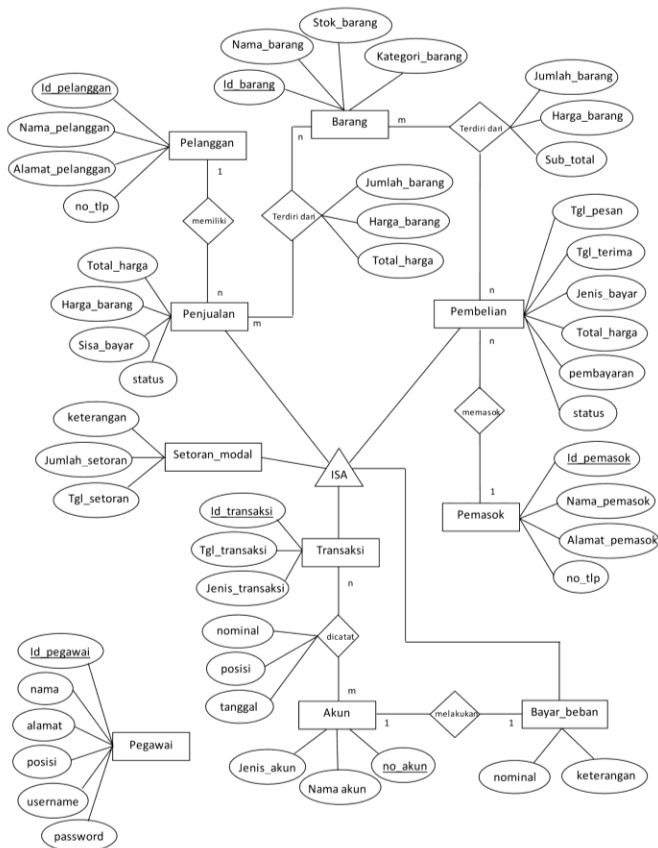 Stok_barang
Nama_barang
Kategori_barang
Id_barang
Id_pelanggan
Jumlah_barang
Barang
m
Terdiri dari
Harga_barang
Nama_pelanggan
Pelanggan
n
Sub_total
Alamat_pelanggan
1
Jumlah_barang
no_tlp
memiliki
Terdiri dari
Harga_barang
Tgl_pesan
Total_harga
Tgl_terima
Total_harga
Jenis_bayar
Harga_barang
n
n
Penjualan
m
Pembelian
Total_harga
Sisa_bayar
n
pembayaran
status
status
memasok
keterangan
Setoran_modal
Id_pemasok
Jumlah_setoran
ISA
1
Nama_pemasok
Tgl_setoran
Id_transaksi
Pemasok
Alamat_pemasok
Tgl_transaksi
Transaksi
no_tlp
Jenis_transaksi
n
nominal
dicatat
posisi
Id_pegawai
tanggal
m
nama
Akun
melakukan
Bayar_beban
1
1
alamat
Pegawai
Jenis_akun
no_akun
posisi
Nama akun
nominal
keterangan
username
password